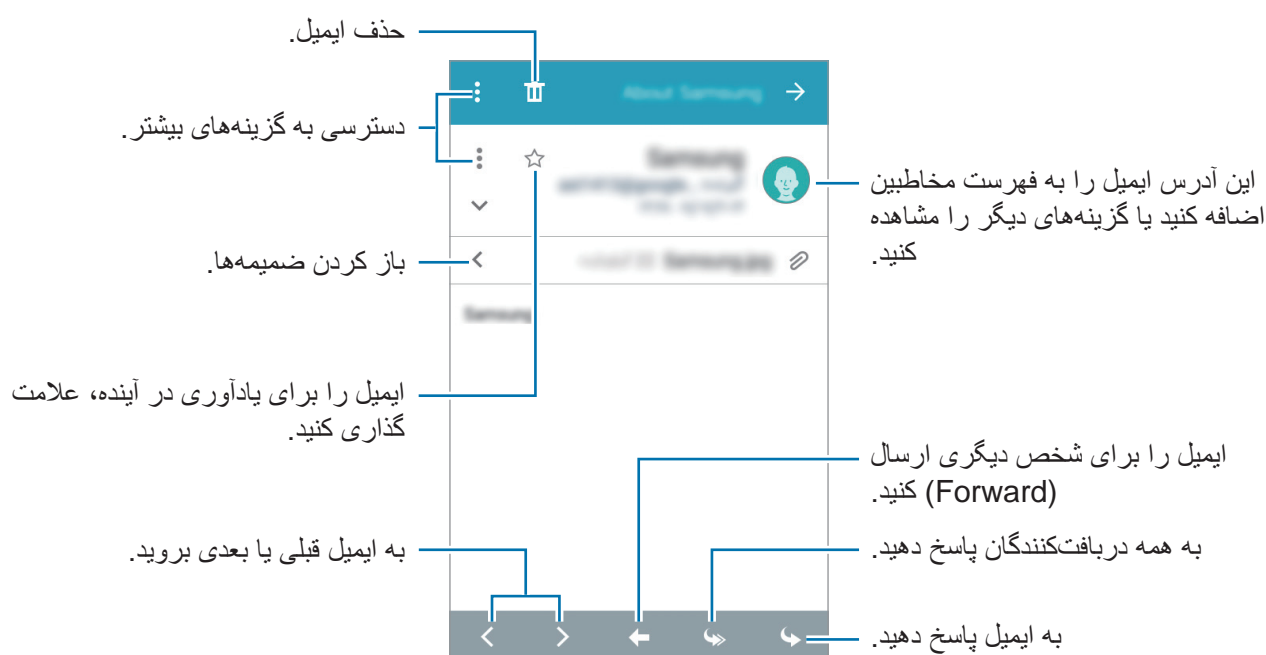 حذف ایمیل.
About Samsung
دسترسی به گزینه‌های بیشتر.
Samsung
این آدرس ایمیل را به فهرست مخاطبین
اضافه کنید یا گزینه‌های دیگر را مشاهده
کنید.
باز کردن ضمیمه‌ها.
Samsung.jpg
Samsung
ایمیل را برای یادآوری در آینده، علامت
گذاری کنید.
ایمیل را برای شخص دیگری ارسال
(Forward) کنید.
به ایمیل قبلی یا بعدی بروید.
به همه دربافت‌کنندگان پاسخ دهید.
به ایمیل پاسخ دهید.